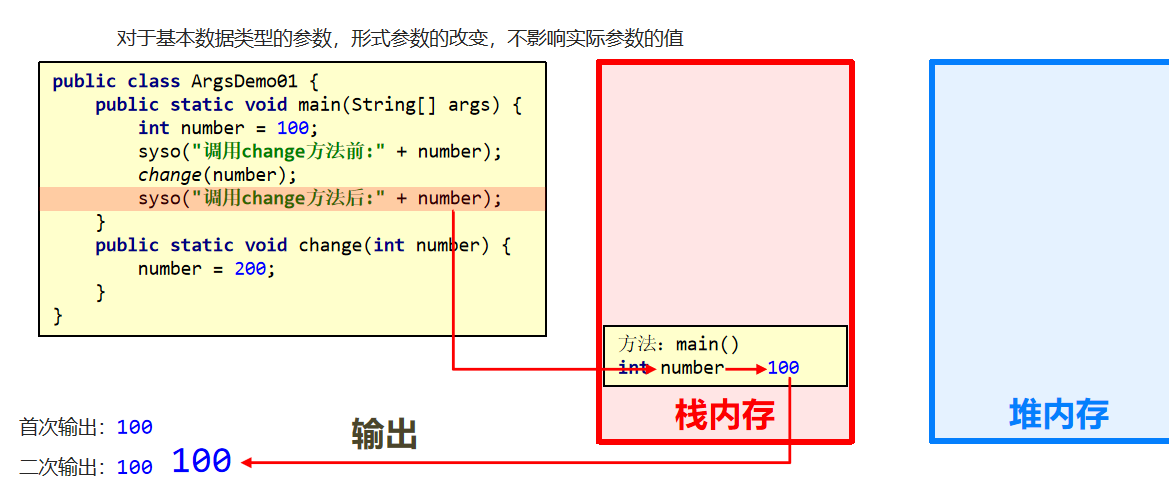 对于基本数据类型的参数，形式参数的改变，不影响实际参数的值
public class ArgsDemo01 {
public static void main(String[] args) {
int number = 100;
syso("调用change方法前:" + number);
change(number);
syso("调用change方法后:" + number);
}
public static void change(int number) {
number = 200;
}
}
方法：main()
int number 100
栈内存
堆内存
输出
首次输出：100
二次输出：100 100